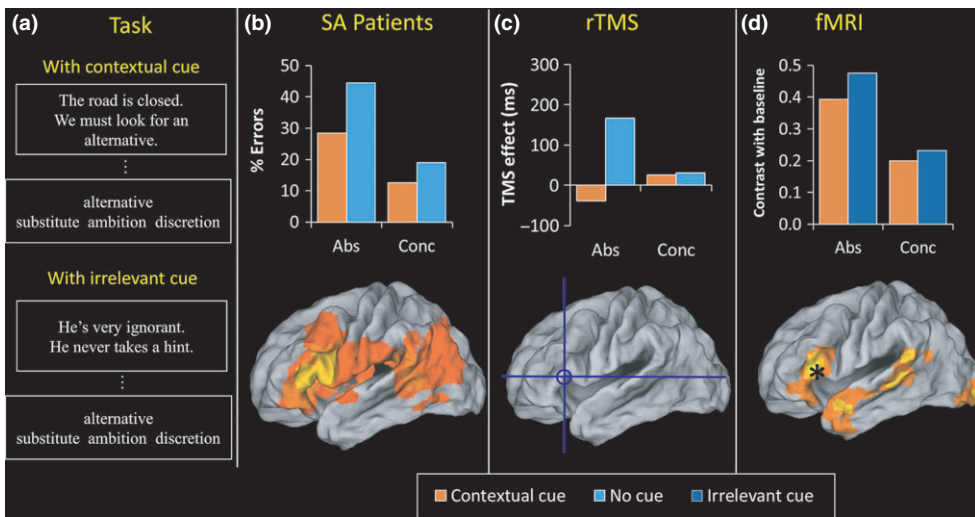 (a)
Task
With contextual cue
The road is closed.
We must look for an
alternative.
⋮
alternative
substitute ambition discretion
With irrelevant cue
He's very ignorant.
He never takes a hint.
⋮
alternative
substitute ambition discretion
(b)
SA Patients
% Errors
50
40
30
20
10
0
Abs Conc
(c)
rTMS
TMS effect (ms)
300
200
100
0
–100
Abs Conc
(d)
fMRI
Contrast with baseline
0.5
0.4
0.3
0.2
0.1
0.0
Abs Conc
*
Contextual cue No cue Irrelevant cue